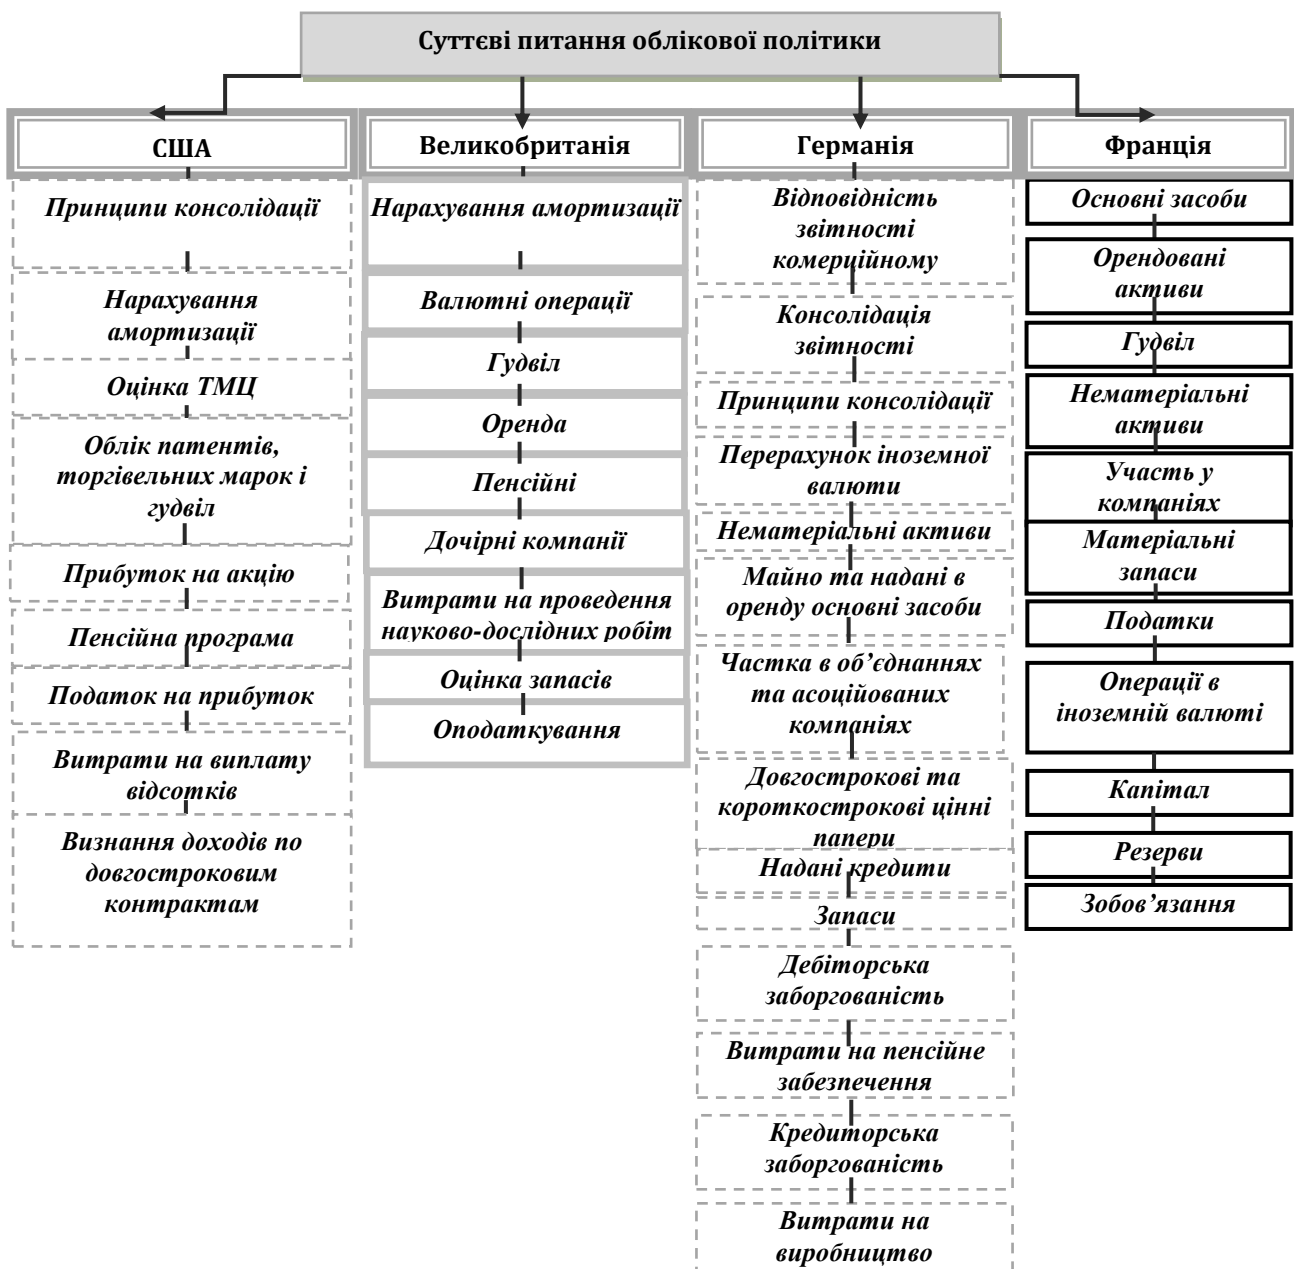 Суттєві питання облікової політики
США
Принципи консолідації
Нарахування
амортизації
Оцінка ТМЦ
Облік патентів,
торгівельних марок і
гудвіл
Прибуток на акцію
Пенсійна програма
Податок на прибуток
Витрати на виплату
відсотків
Визнання доходів по
довгостроковим
контрактам
Великобританія
Нарахування амортизації
Валютні операції
Гудвіл
Оренда
Пенсійні
Дочірні компанії
Витрати на проведення
науково-дослідних робіт
Оцінка запасів
Оподаткування
Германія
Відповідність
звітності
комерційному
Консолідація
звітності
Принципи консолідації
Перерахунок іноземної
валюти
Нематеріальні активи
Майно та надані в
оренду основні засоби
Частка в об’єднаннях
та асоційованих
компаніях
Довгострокові та
короткострокові цінні
папери
Надані кредити
Запаси
Дебіторська
заборгованість
Витрати на пенсійне
забезпечення
Кредиторська
заборгованість
Витрати на
виробництво
Франція
Основні засоби
Орендовані
активи
Гудвіл
Нематеріальні
активи
Участь у
компаніях
Матеріальні
запаси
Податки
Операції в
іноземній валюті
Капітал
Резерви
Зобов’язання